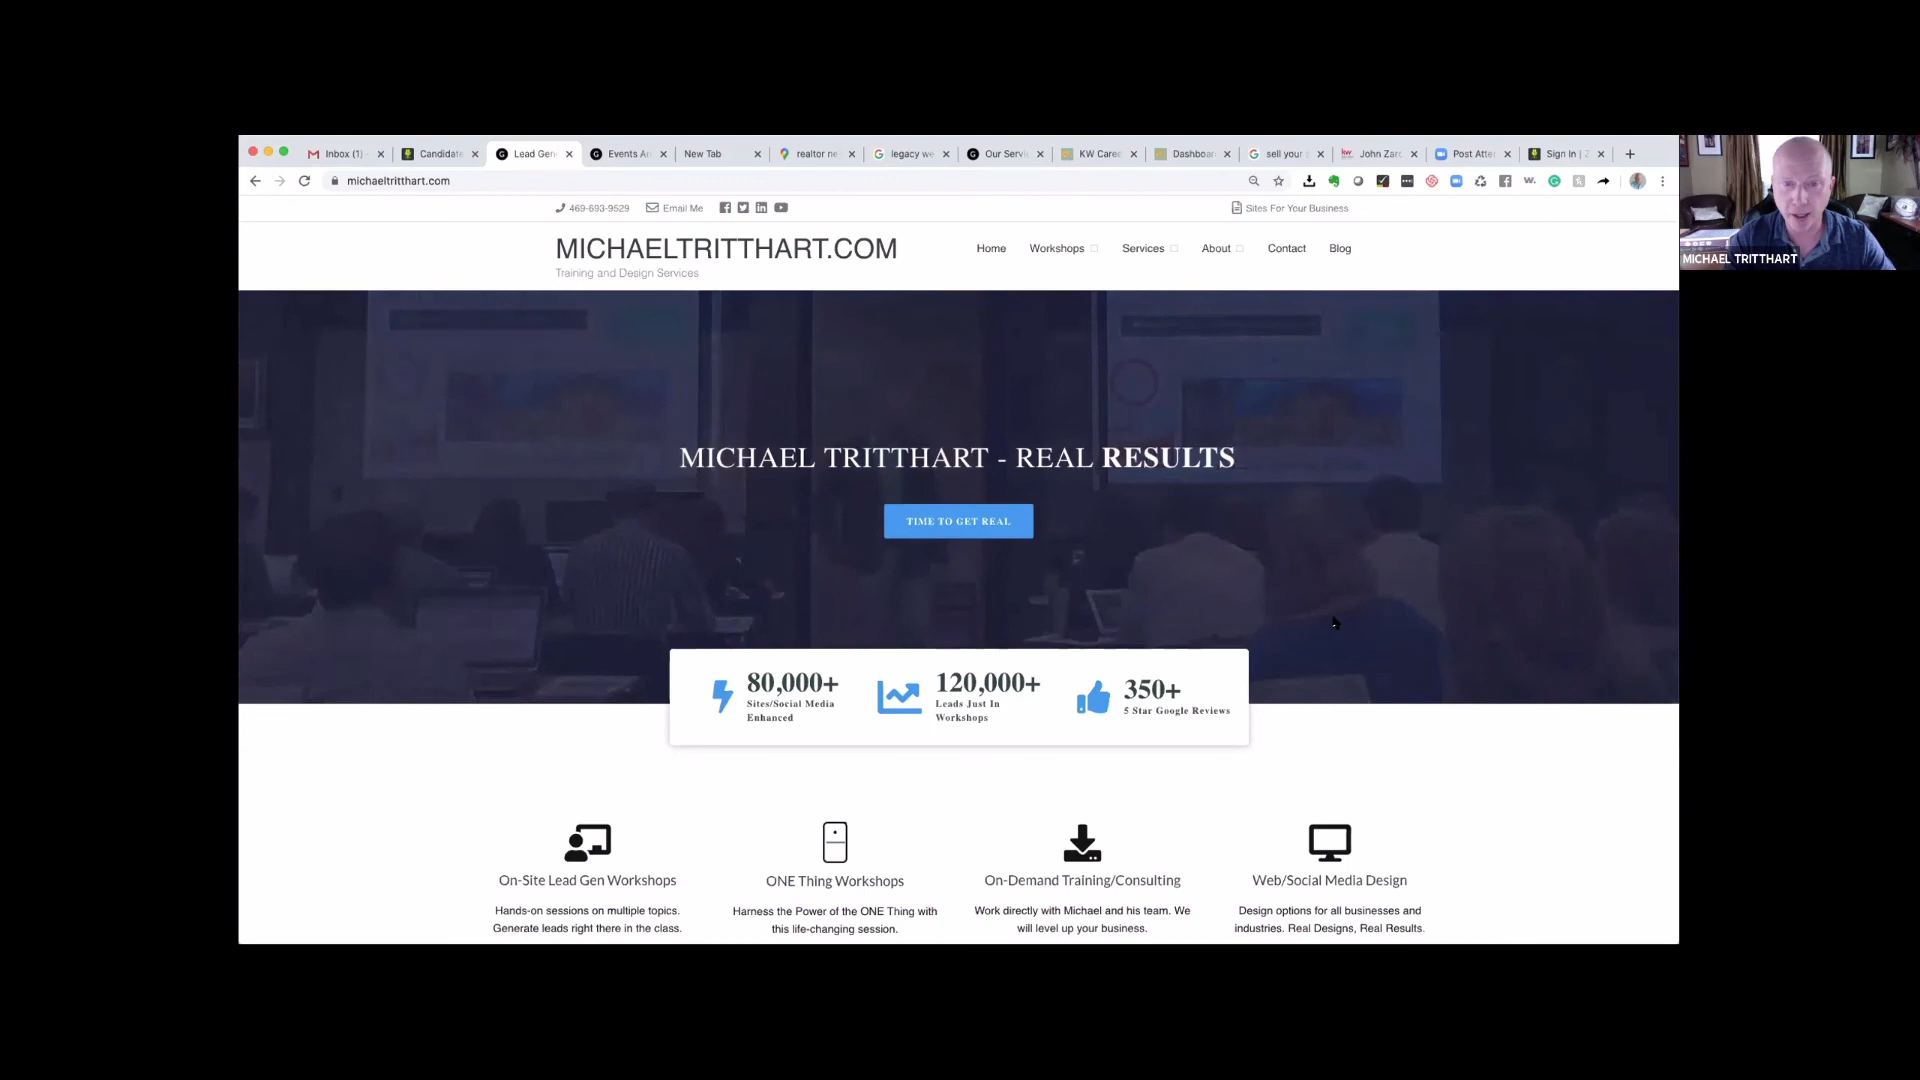 Inbox (1)
Candidate
Lead Gen
Events An
New Tab
realtor ne
legacy we
Our Servi
KW Caree
Dashboar
sell your
John Zaro
Post Atte
Sign In | Z
michaeltritthart.com
469-693-9529
Email Me
Sites For Your Business
MICHAELTRITTHART.COM
Training and Design Services
Home
Workshops
Services
About
Contact
Blog
MICHAEL TRITTHART
MICHAEL TRITTHART - REAL RESULTS
TIME TO GET REAL
80,000+
Sites/Social Media
Enhanced
120,000+
Leads Just In
Workshops
350+
5 Star Google Reviews
On-Site Lead Gen Workshops
Hands-on sessions on multiple topics.
Generate leads right there in the class.
ONE Thing Workshops
Harness the Power of the ONE Thing with
this life-changing session.
On-Demand Training/Consulting
Work directly with Michael and his team. We
will level up your business.
Web/Social Media Design
Design options for all businesses and
industries. Real Designs, Real Results.